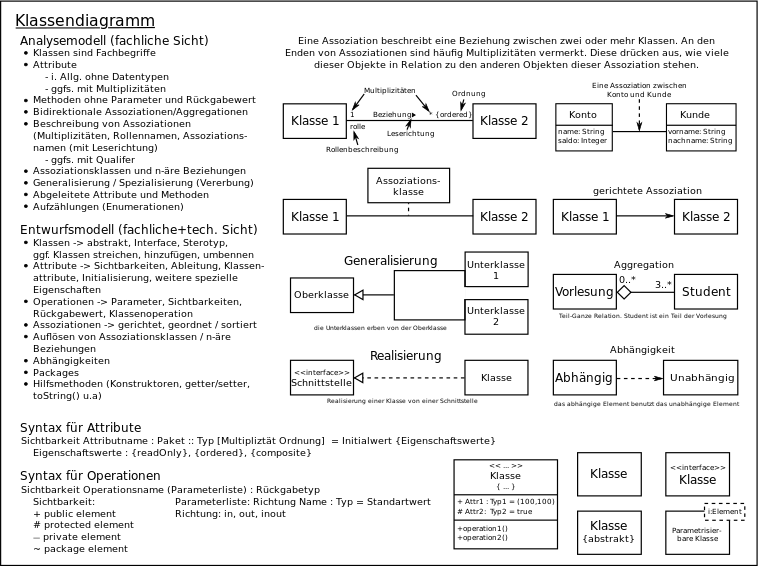 Klassendiagramm
Analysemodell (fachliche Sicht)
• Klassen sind Fachbegriffe
• Attribute
- i. Allg. ohne Datentypen
- ggfs. mit Multiplizitäten
• Methoden ohne Parameter und Rückgabewert
• Bidirektionale Assoziationen/Aggregationen
• Beschreibung von Assoziationen
(Multiplizitäten, Rollennamen, Assoziations-
namen (mit Leserichtung)
- ggfs. mit Qualifer
• Assoziationsklassen und n-äre Beziehungen
• Generalisierung / Spezialisierung (Vererbung)
• Abgeleitete Attribute und Methoden
• Aufzählungen (Enumerationen)
Entwurfsmodell (fachliche+tech. Sicht)
• Klassen -> abstrakt, Interface, Sterotyp,
ggf. Klassen streichen, hinzufügen, umbennen
• Attribute -> Sichtbarkeiten, Ableitung, Klassen-
attribute, Initialisierung, weitere spezielle
Eigenschaften
• Operationen -> Parameter, Sichtbarkeiten,
Rückgabewert, Klassenoperation
• Assoziationen -> gerichtet, geordnet / sortiert
• Auflösen von Assoziationsklassen / n-äre
Beziehungen
• Abhängigkeiten
• Packages
• Hilfsmethoden (Konstruktoren, getter/setter,
toString() u.a)
Syntax für Attribute
Sichtbarkeit Attributname : Paket :: Typ [Multipliztät Ordnung] = Initialwert {Eigenschaftswerte}
Eigenschaftswerte : {readOnly}, {ordered}, {composite}
Syntax für Operationen
Sichtbarkeit Operationsname (Parameterliste) : Rückgabetyp
Sichtbarkeit:
+ public element
# protected element
— private element
~ package element
Parameterliste: Richtung Name : Typ = Standartwert
Richtung: in, out, inout
Eine Assoziation beschreibt eine Beziehung zwischen zwei oder mehr Klassen. An den
Enden von Assoziationen sind häufig Multiplizitäten vermerkt. Diese drücken aus, wie viele
dieser Objekte in Relation zu den anderen Objekten dieser Assoziation stehen.
Multiplizitäten
Ordnung
Klasse 1
1
Beziehung▸
* {ordered}
Klasse 2
rolle
Leserichtung
Rollenbeschreibung
Eine Assoziation zwischen
Konto und Kunde
Konto
name: String
saldo: Integer
Kunde
vorname: String
nachname: String
Assoziations-
klasse
Klasse 1
Klasse 2
gerichtete Assoziation
Klasse 1
Klasse 2
Generalisierung
Oberklasse
Unterklasse
1
Unterklasse
2
die Unterklassen erben von der Oberklasse
Aggregation
Vorlesung
0..*
3..*
Student
Teil-Ganze Relation. Student ist ein Teil der Vorlesung
Realisierung
<<interface>>
Schnittstelle
Klasse
Realisierung einer Klasse von einer Schnittstelle
Abhängigkeit
Abhängig
Unabhängig
das abhängige Element benutzt das unabhängige Element
<< ... >>
Klasse
{ ... }
+ Attr1 : Typ1 = (100,100)
# Attr2: Typ2 = true
+operation1()
+operation2()
Klasse
<<interface>>
Klasse
Klasse
{abstrakt}
i:Element
Parametrisier-
bare Klasse